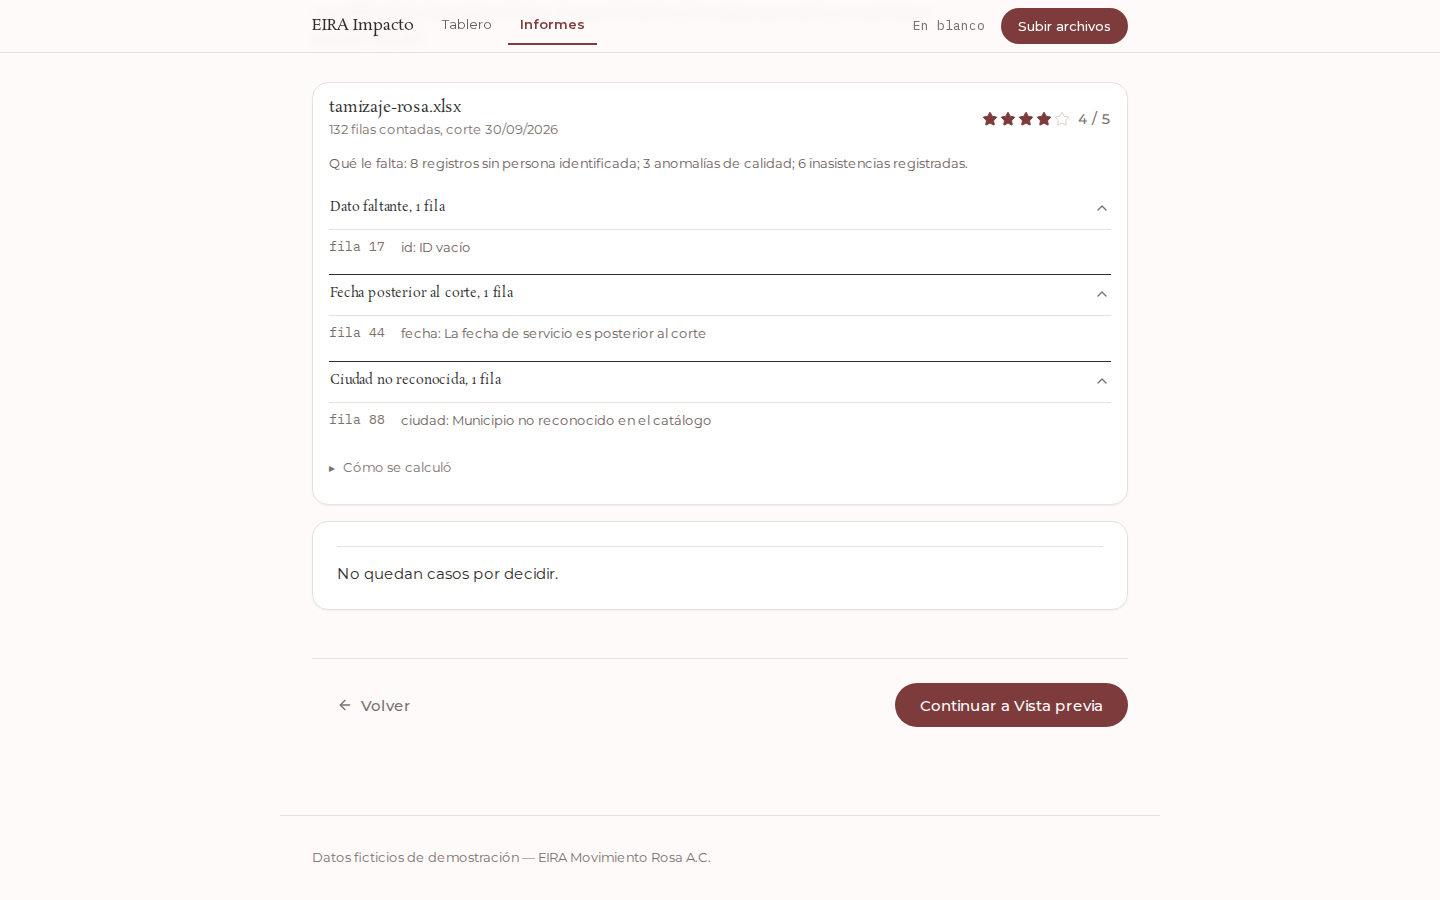 EIRA Impacto
Tablero
Informes
En blanco
Subir archivos
tamizaje-rosa.xlsx
132 filas contadas, corte 30/09/2026
4 / 5
Qué le falta: 8 registros sin persona identificada; 3 anomalías de calidad; 6 inasistencias registradas.
Dato faltante, 1 fila
fila 17 id: ID vacío
Fecha posterior al corte, 1 fila
fila 44 fecha: La fecha de servicio es posterior al corte
Ciudad no reconocida, 1 fila
fila 88 ciudad: Municipio no reconocido en el catálogo
Cómo se calculó
No quedan casos por decidir.
Volver
Continuar a Vista previa
Datos ficticios de demostración — EIRA Movimiento Rosa A.C.